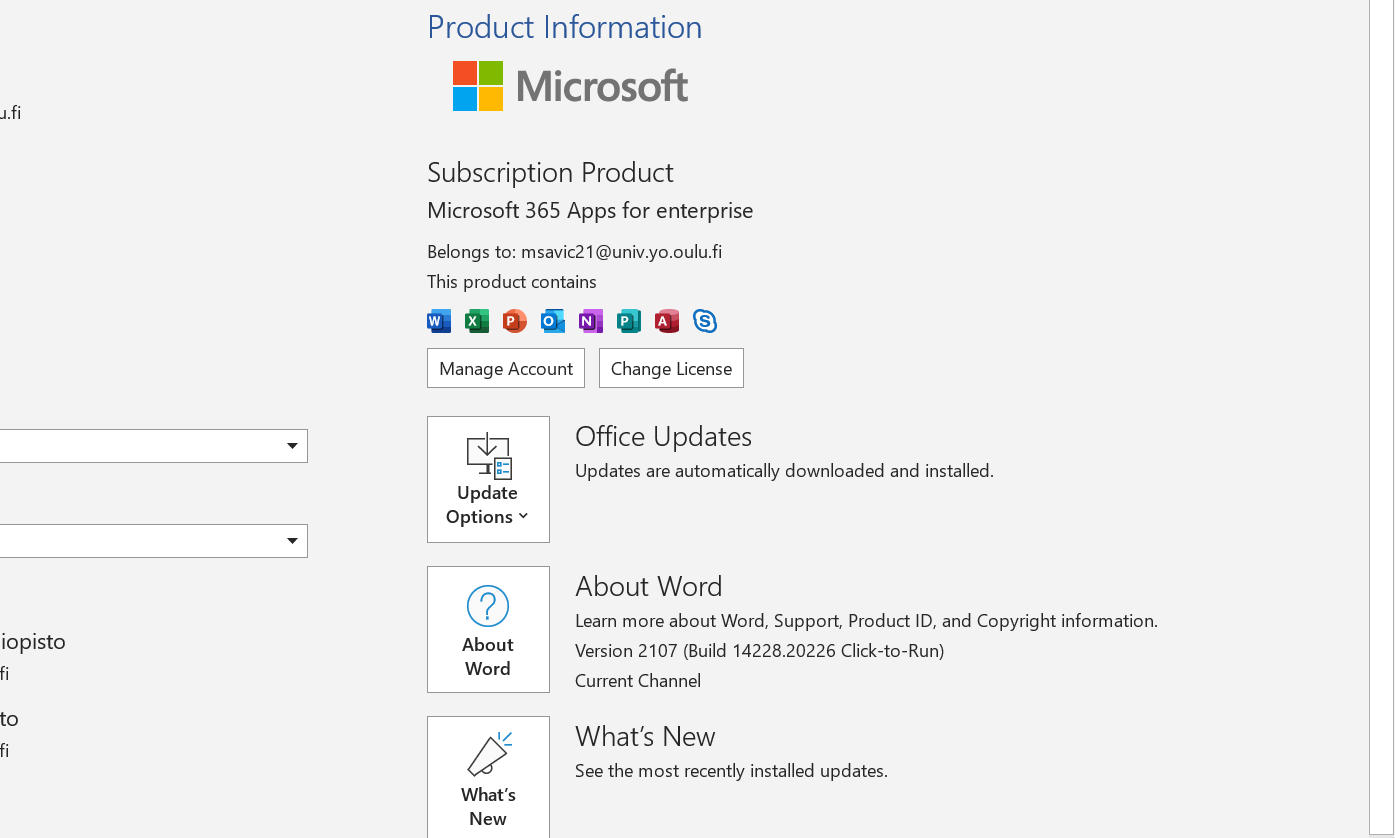 Product Information
Microsoft
u.fi
Subscription Product
Microsoft 365 Apps for enterprise
Belongs to: msavic21@univ.yo.oulu.fi
This product contains
W X P O N P A S
Manage Account Change License
Office Updates
Updates are automatically downloaded and installed.
Update
Options
About Word
Learn more about Word, Support, Product ID, and Copyright information.
Version 2107 (Build 14228.20226 Click-to-Run)
Current Channel
About
Word
iopisto
fi
to
fi
What's New
See the most recently installed updates.
What's
New